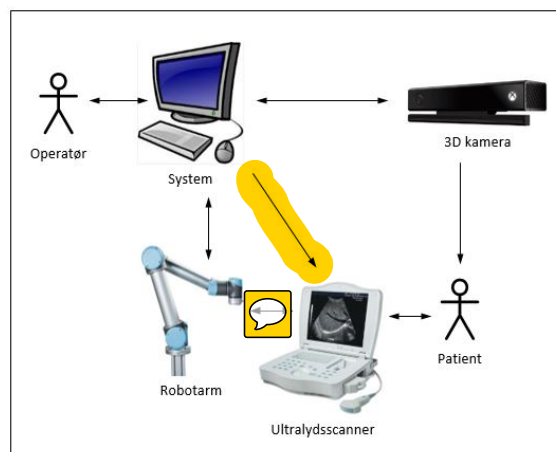 Operatør
System
3D kamera
Robotarm
Patient
Ultralydsscanner